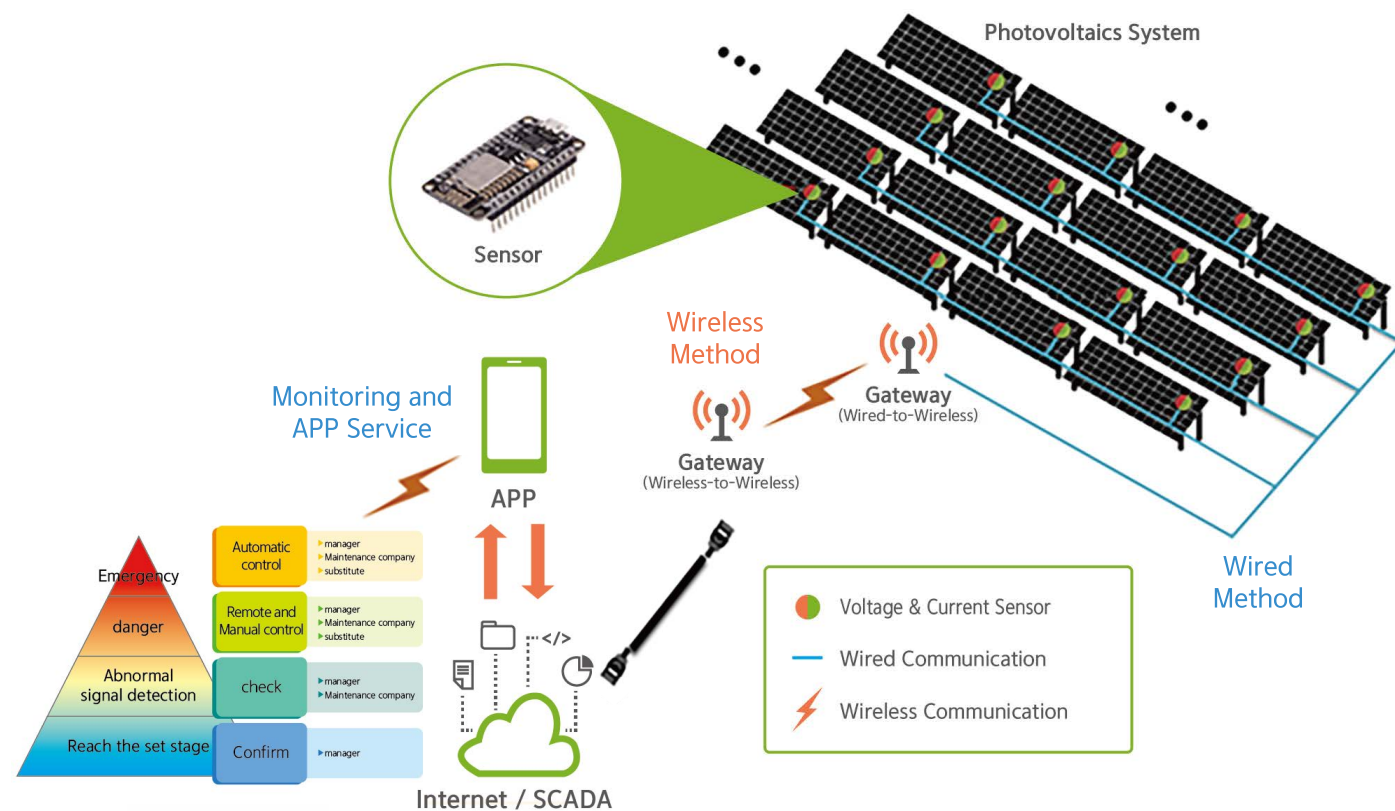 Photovoltaics System
Sensor
Wireless
Method
Gateway
(Wired-to-Wireless)
Gateway
(Wireless-to-Wireless)
Monitoring and
APP Service
APP
Wired
Method
Emergency
danger
Abnormal
signal detection
Reach the set stage
Automatic
control
manager
Maintenance company
substitute
Remote and
Manual control
manager
Maintenance company
substitute
check
manager
Maintenance company
Confirm
manager
</>
Internet / SCADA
Voltage & Current Sensor
Wired Communication
Wireless Communication